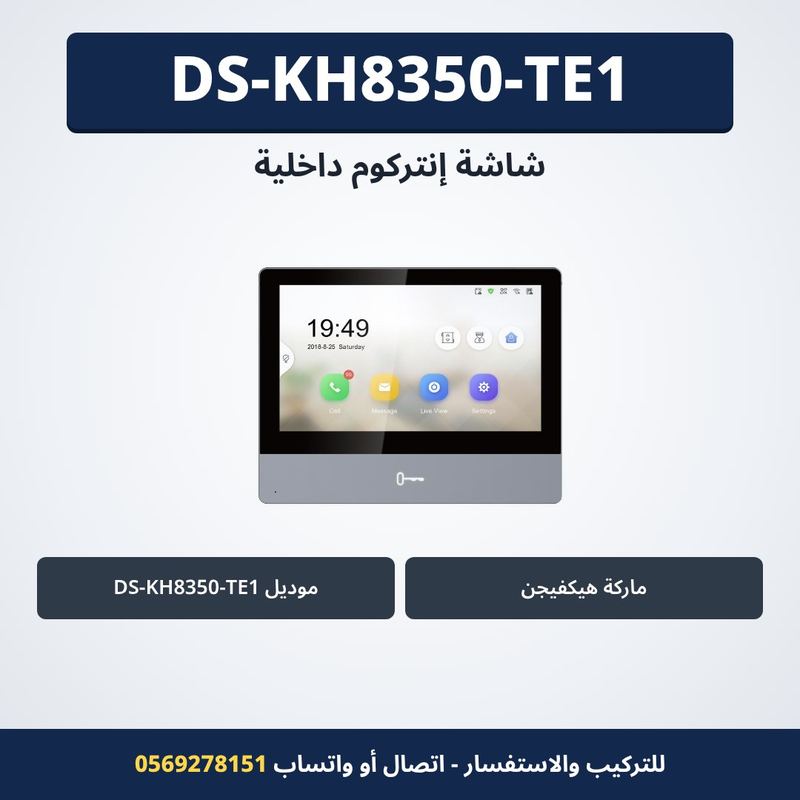 DS-KH8350-TE1
شاشة إنتركوم داخلية
19:49
2018-8-25 Saturday
99
Call Message Live View Settings
ماركة هيكفيجن
موديل DS-KH8350-TE1
للتركيب والاستفسار - اتصال أو واتساب 0569278151